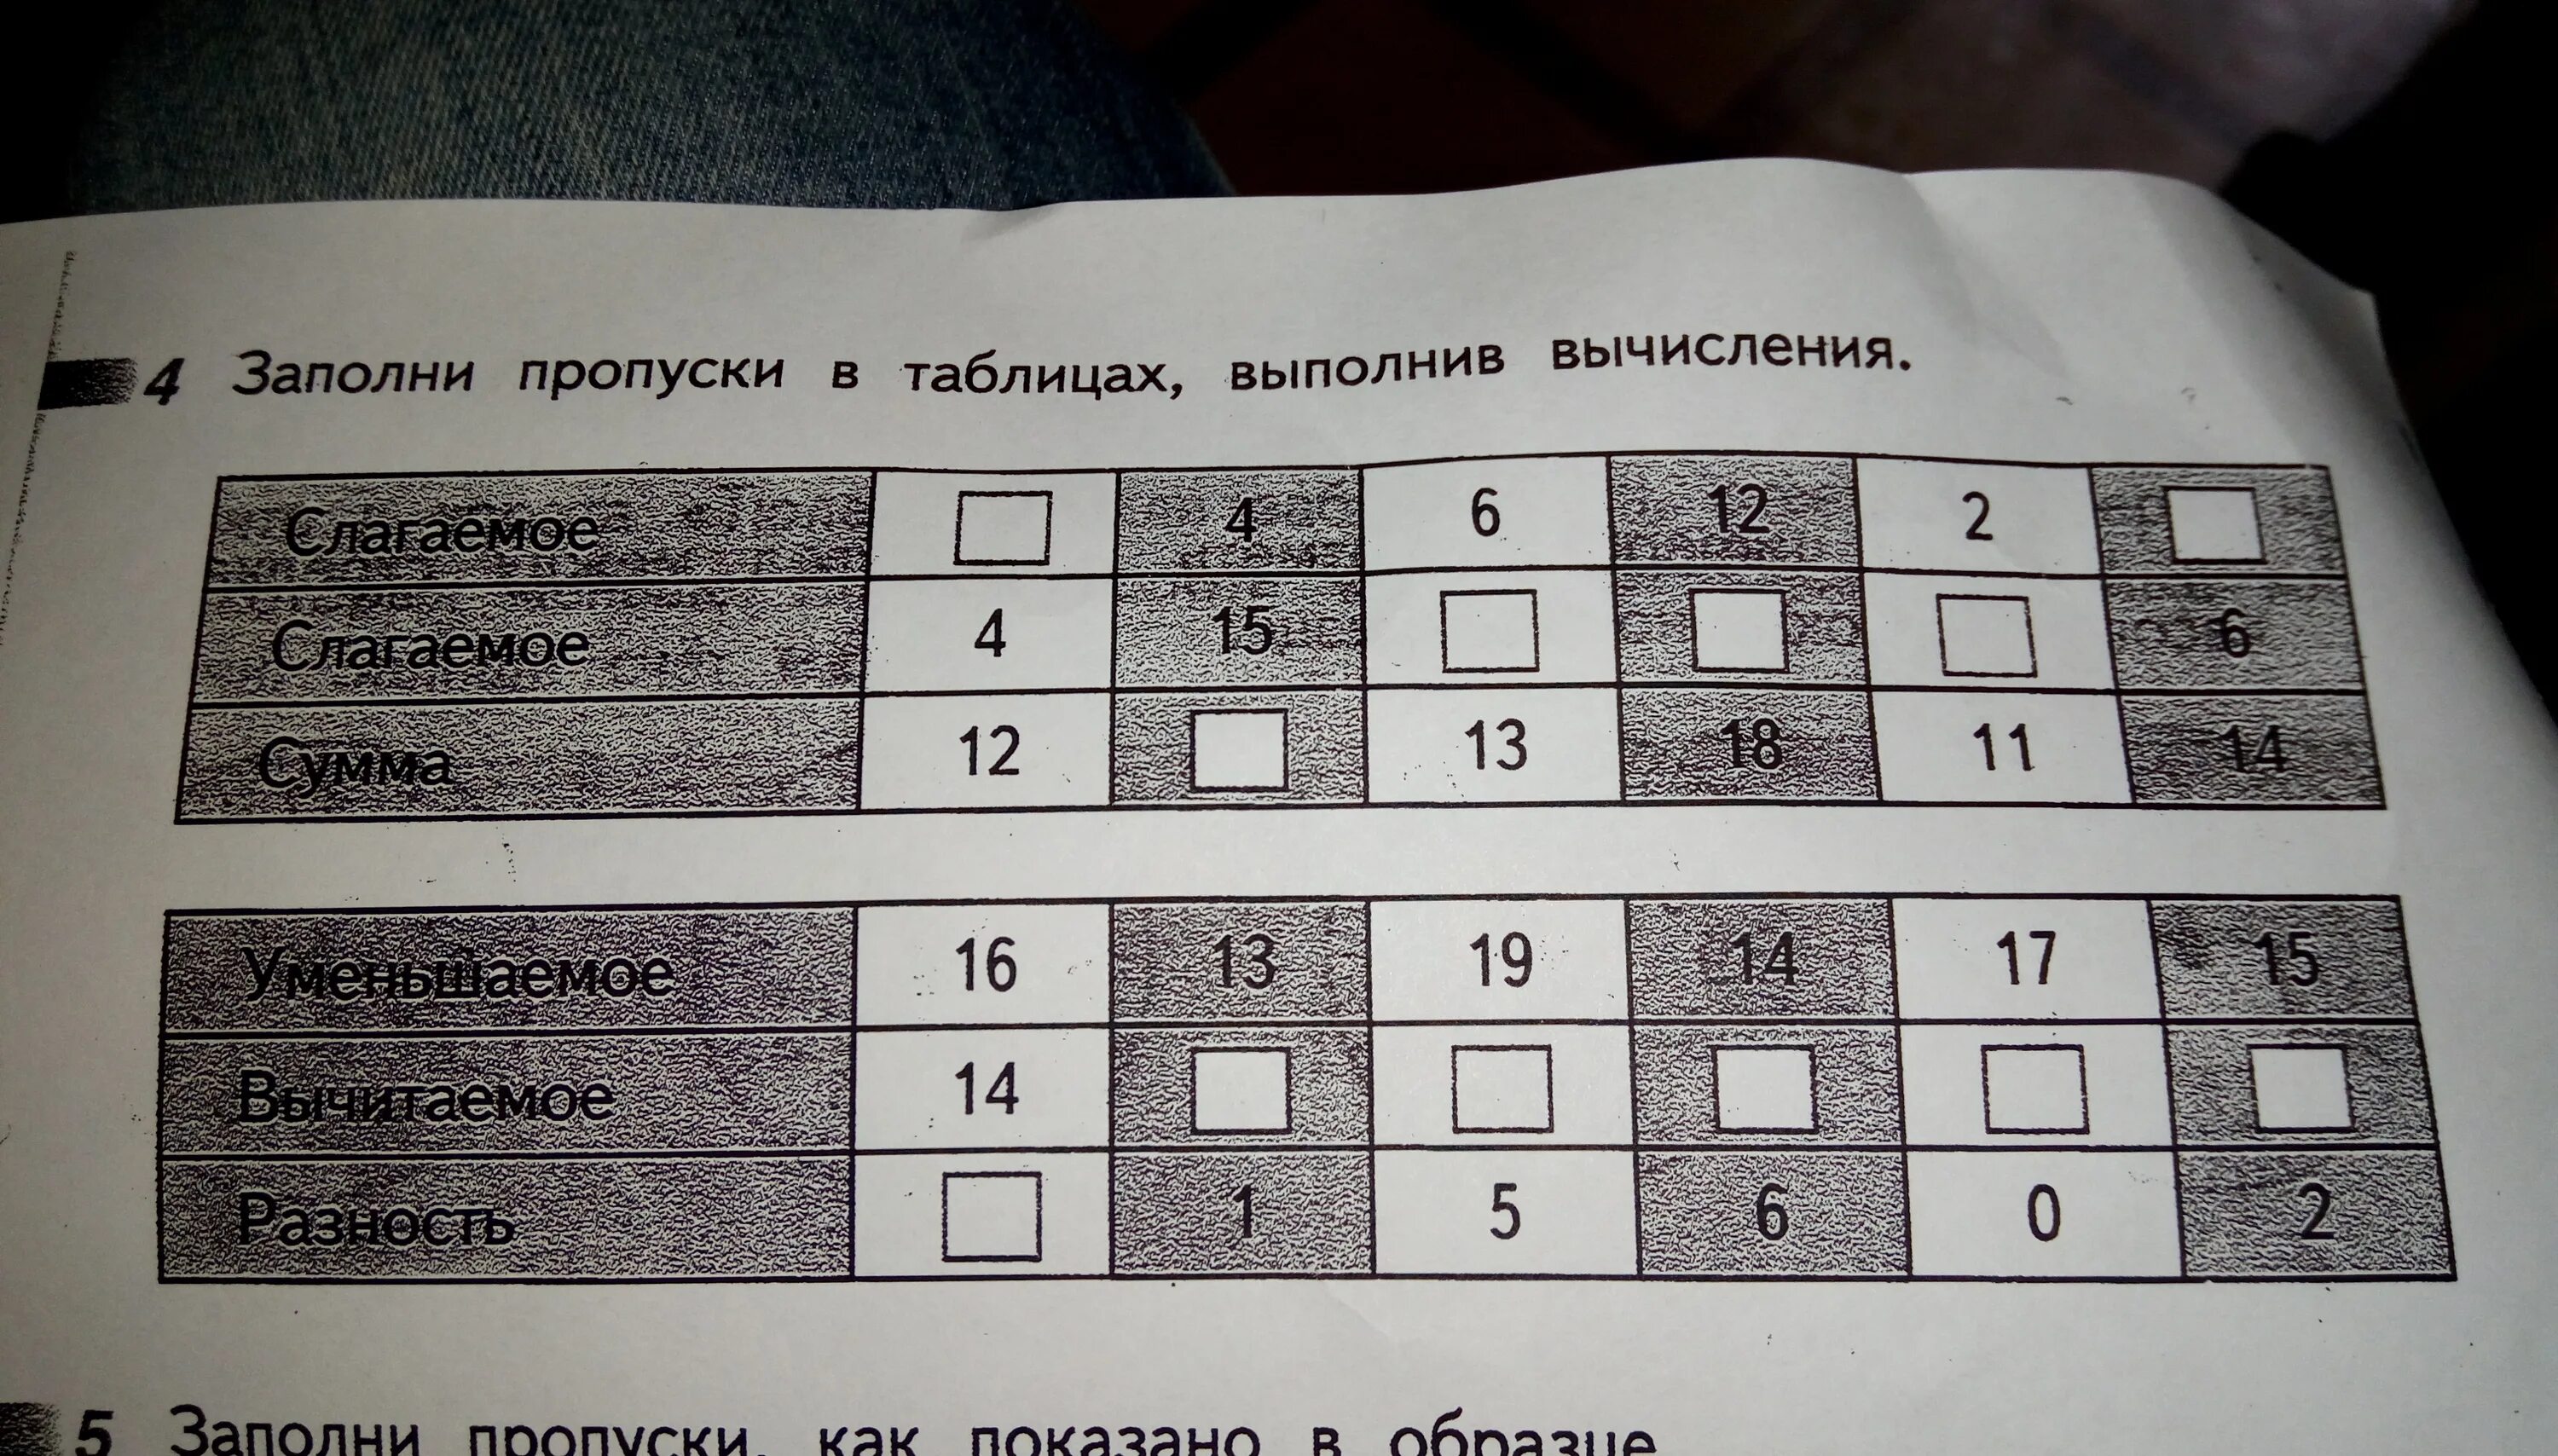 4 Заполни пропуски в таблицах, выполнив вычисления.
Слагаемое 4 6 12 2
Слагаемое 4 15 6
Сумма 12 13 18 11 14
Уменьшаемое 16 13 19 14 17 15
Вычитаемое 14
Разность 1 5 6 0 2
5 Заполни пропуски, как показано в образце